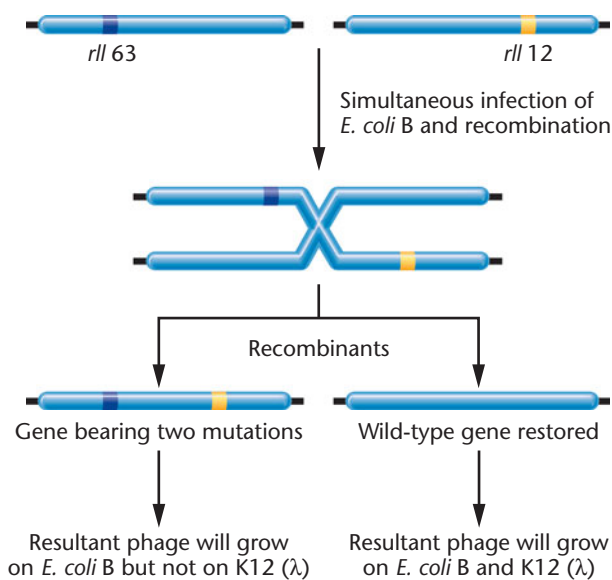 rII 63
rII 12
Simultaneous infection of
E. coli B and recombination
Recombinants
Gene bearing two mutations
Wild-type gene restored
Resultant phage will grow
on E. coli B but not on K12 (λ)
Resultant phage will grow
on E. coli B and K12 (λ)